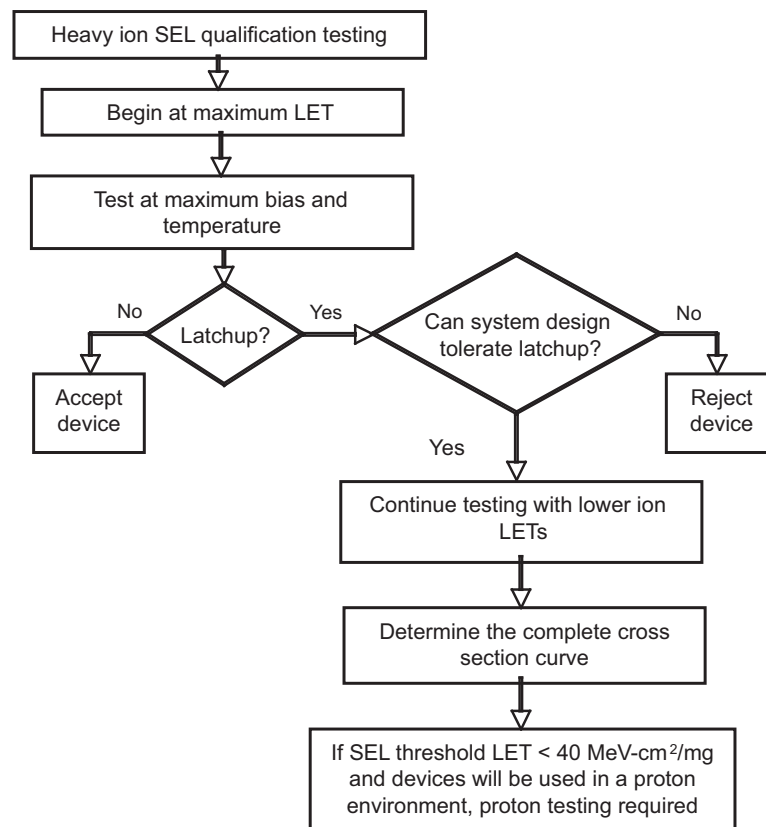 Heavy ion SEL qualification testing
Begin at maximum LET
Test at maximum bias and
temperature
No
Latchup?
Yes
Can system design
tolerate latchup?
No
Accept
device
Reject
device
Yes
Continue testing with lower ion
LETs
Determine the complete cross
section curve
If SEL threshold LET < 40 MeV-cm²/mg
and devices will be used in a proton
environment, proton testing required